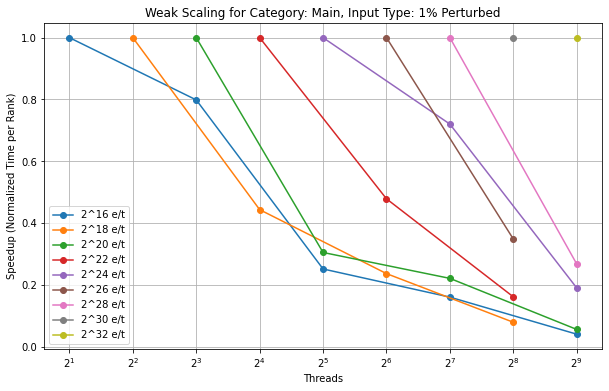 Weak Scaling for Category: Main, Input Type: 1% Perturbed
Speedup (Normalized Time per Rank)
1.0
0.8
0.6
0.4
0.2
0.0
2^16 e/t
2^18 e/t
2^20 e/t
2^22 e/t
2^24 e/t
2^26 e/t
2^28 e/t
2^30 e/t
2^32 e/t
2¹ 2² 2³ 2⁴ 2⁵ 2⁶ 2⁷ 2⁸ 2⁹
Threads